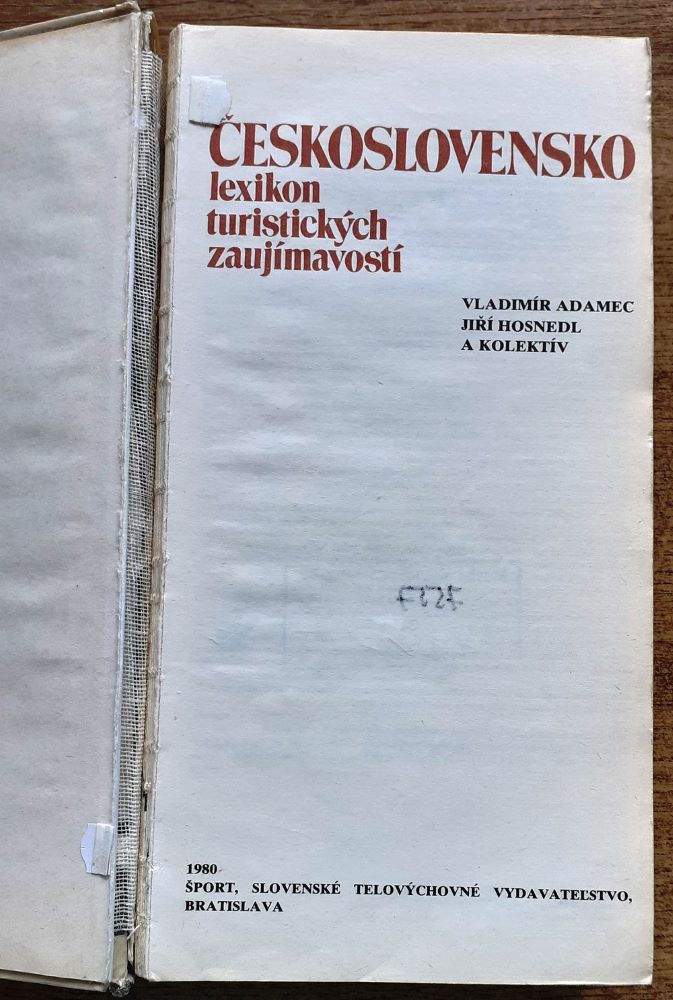 ČESKOSLOVENSKO
lexikon
turistických
zaujímavostí
VLADIMÍR ADAMEC
JIŘÍ HOSNEDL
A KOLEKTÍV
1980
ŠPORT, SLOVENSKÉ TELOVÝCHOVNÉ VYDAVATEĽSTVO,
BRATISLAVA